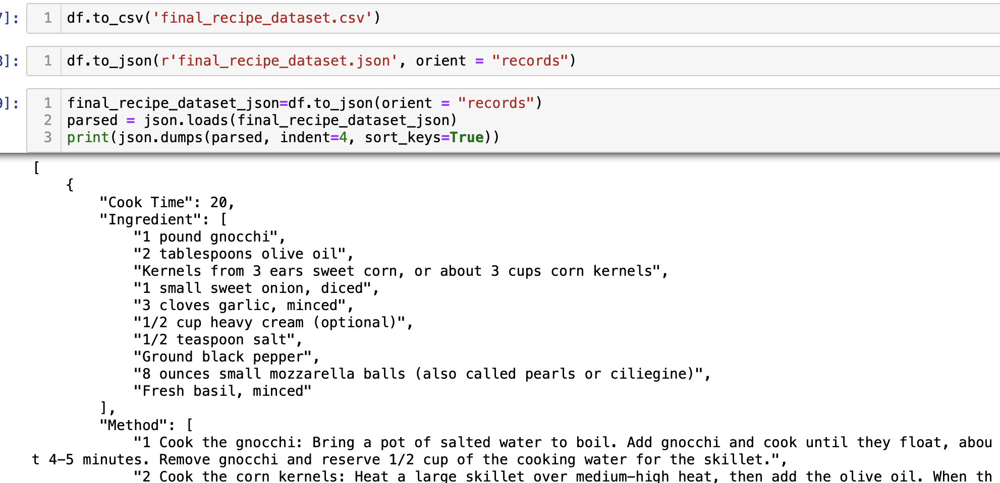 7]: 1 df.to_csv('final_recipe_dataset.csv')
8]: 1 df.to_json(r'final_recipe_dataset.json', orient = "records")
9]: 1 final_recipe_dataset_json=df.to_json(orient = "records")
2 parsed = json.loads(final_recipe_dataset_json)
3 print(json.dumps(parsed, indent=4, sort_keys=True))
[
{
"Cook Time": 20,
"Ingredient": [
"1 pound gnocchi",
"2 tablespoons olive oil",
"Kernels from 3 ears sweet corn, or about 3 cups corn kernels",
"1 small sweet onion, diced",
"3 cloves garlic, minced",
"1/2 cup heavy cream (optional)",
"1/2 teaspoon salt",
"Ground black pepper",
"8 ounces small mozzarella balls (also called pearls or ciliegine)",
"Fresh basil, minced"
],
"Method": [
"1 Cook the gnocchi: Bring a pot of salted water to boil. Add gnocchi and cook until they float, abou
t 4–5 minutes. Remove gnocchi and reserve 1/2 cup of the cooking water for the skillet.",
"2 Cook the corn kernels: Heat a large skillet over medium-high heat, then add the olive oil. When th